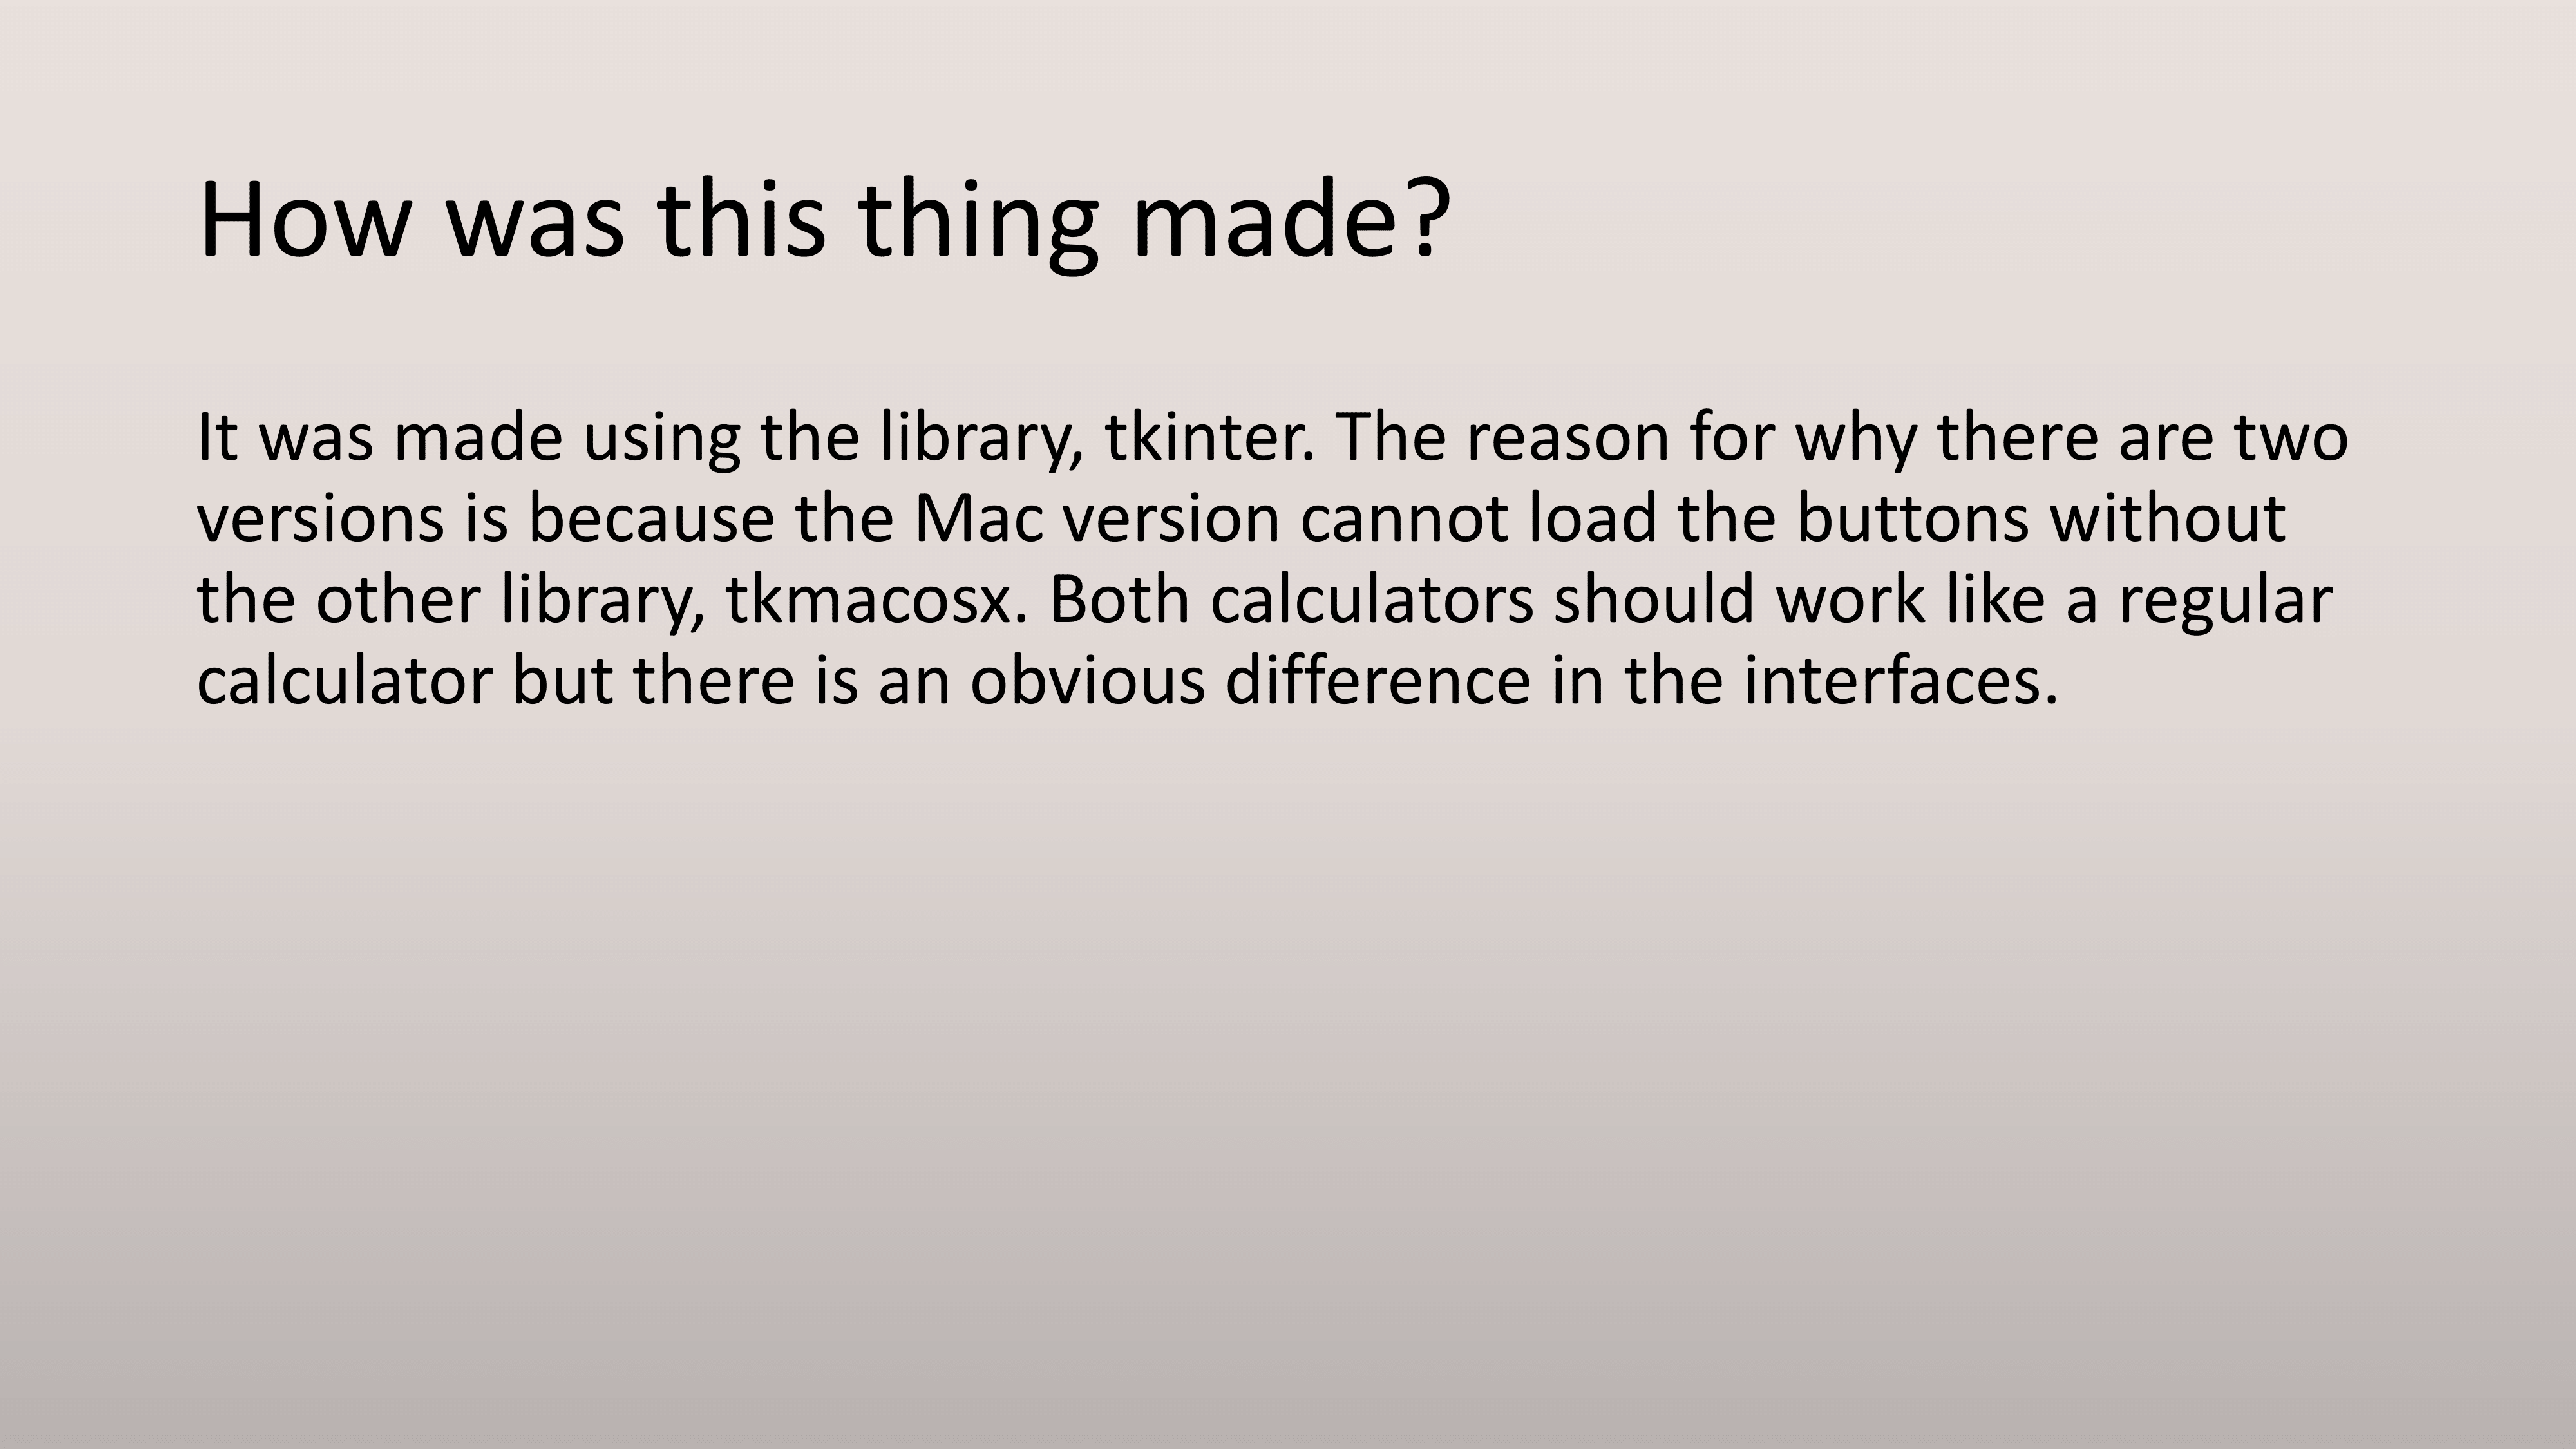 How was this thing made?
It was made using the library, tkinter. The reason for why there are two
versions is because the Mac version cannot load the buttons without
the other library, tkmacosx. Both calculators should work like a regular
calculator but there is an obvious difference in the interfaces.